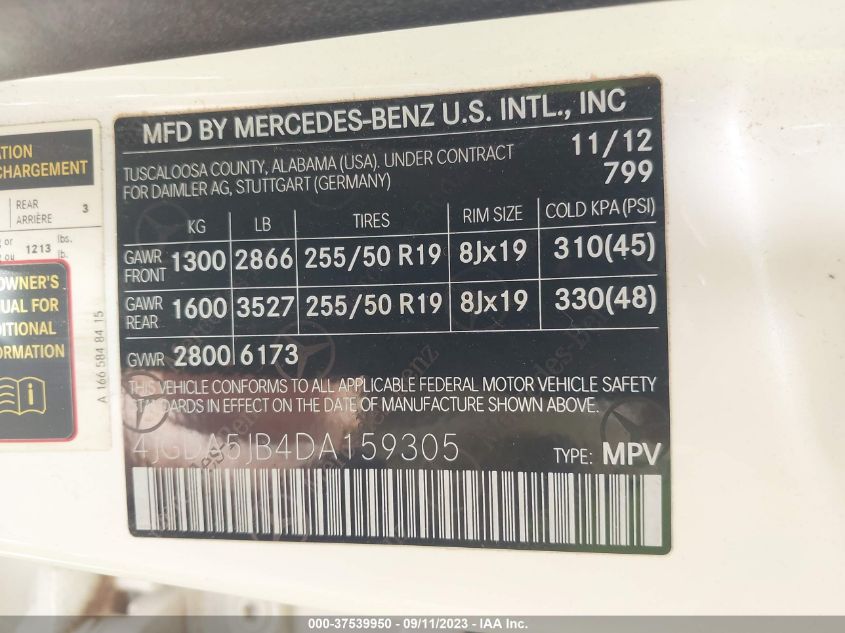 ATION
CHARGEMENT
REAR
ARRIÈRE 3
g or
ou 1213 lbs.
lb.
OWNER'S
UAL FOR
DITIONAL
ORMATION
A 166 584 84 15
MFD BY MERCEDES-BENZ U.S. INTL., INC
TUSCALOOSA COUNTY, ALABAMA (USA). UNDER CONTRACT 11/12
FOR DAIMLER AG, STUTTGART (GERMANY) 799
KG LB TIRES RIM SIZE COLD KPA (PSI)
GAWR FRONT 1300 2866 255/50 R19 8Jx19 310(45)
GAWR REAR 1600 3527 255/50 R19 8Jx19 330(48)
GVWR 2800 6173
THIS VEHICLE CONFORMS TO ALL APPLICABLE FEDERAL MOTOR VEHICLE SAFETY
STANDARDS IN EFFECT ON THE DATE OF MANUFACTURE SHOWN ABOVE.
4JGDA5JB4DA159305 TYPE: MPV
000-37539950 - 09/11/2023 - IAA Inc.